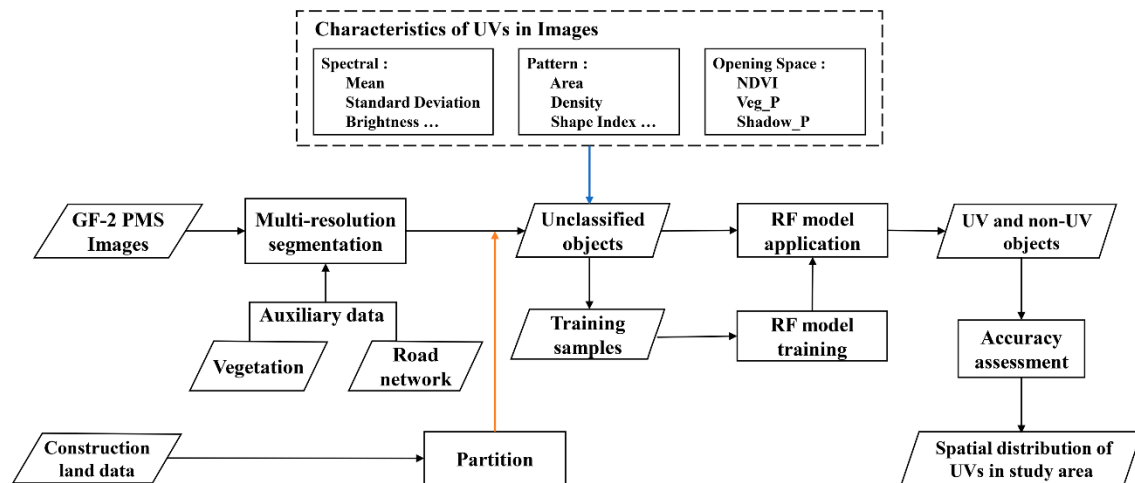 Characteristics of UVs in Images
Spectral :
Mean
Standard Deviation
Brightness …
Pattern :
Area
Density
Shape Index …
Opening Space :
NDVI
Veg_P
Shadow_P
GF-2 PMS
Images
Multi-resolution
segmentation
Unclassified
objects
RF model
application
UV and non-UV
objects
Auxiliary data
Vegetation
Road
network
Training
samples
RF model
training
Accuracy
assessment
Construction
land data
Partition
Spatial distribution of
UVs in study area